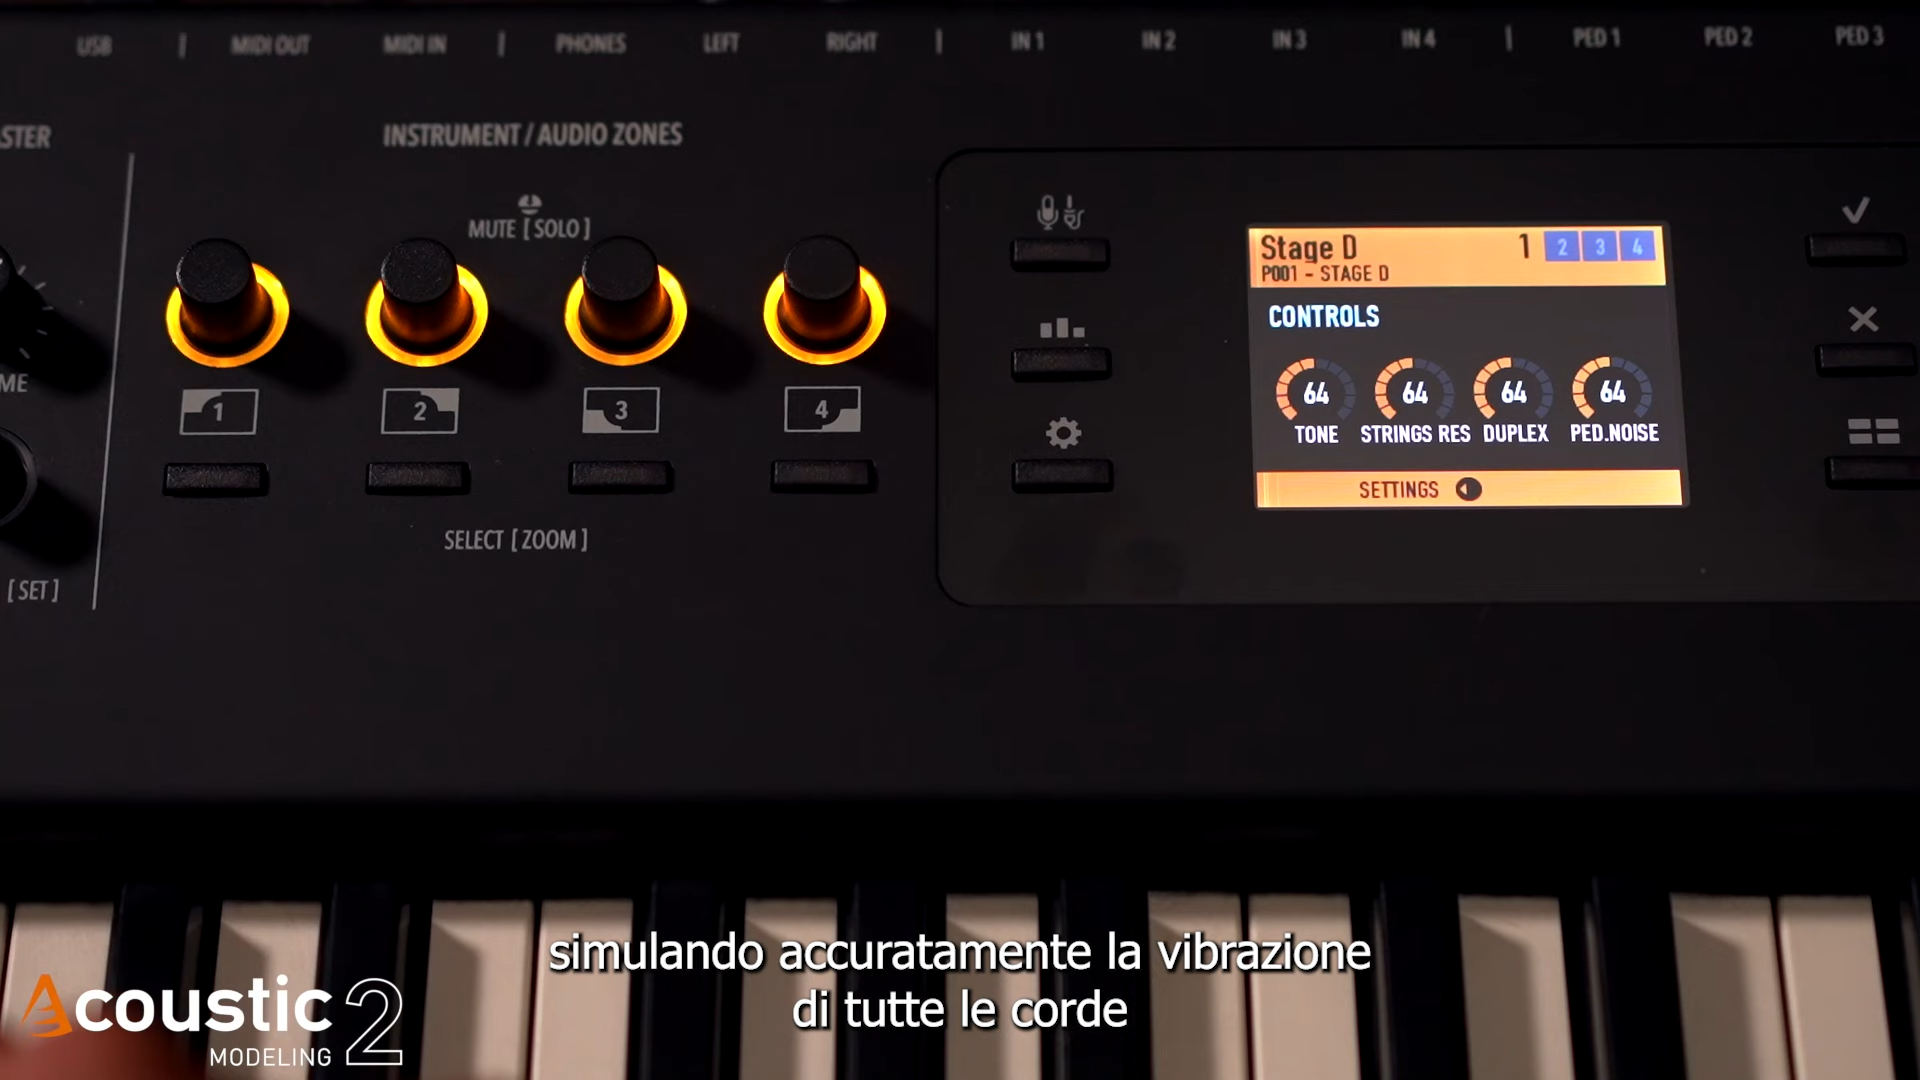 USB | MIDI OUT MIDI IN | PHONES LEFT RIGHT | IN 1 IN 2 IN 3 IN 4 | PED 1 PED 2 PED 3
INSTRUMENT / AUDIO ZONES
MUTE [ SOLO ]
1 2 3 4
SELECT [ ZOOM ]
[ SET ]
Stage D 1 2 3 4
P001 - STAGE D
CONTROLS
64 64 64 64
TONE STRINGS RES DUPLEX PED.NOISE
SETTINGS
simulando accuratamente la vibrazione
di tutte le corde
Acoustic 2
MODELING